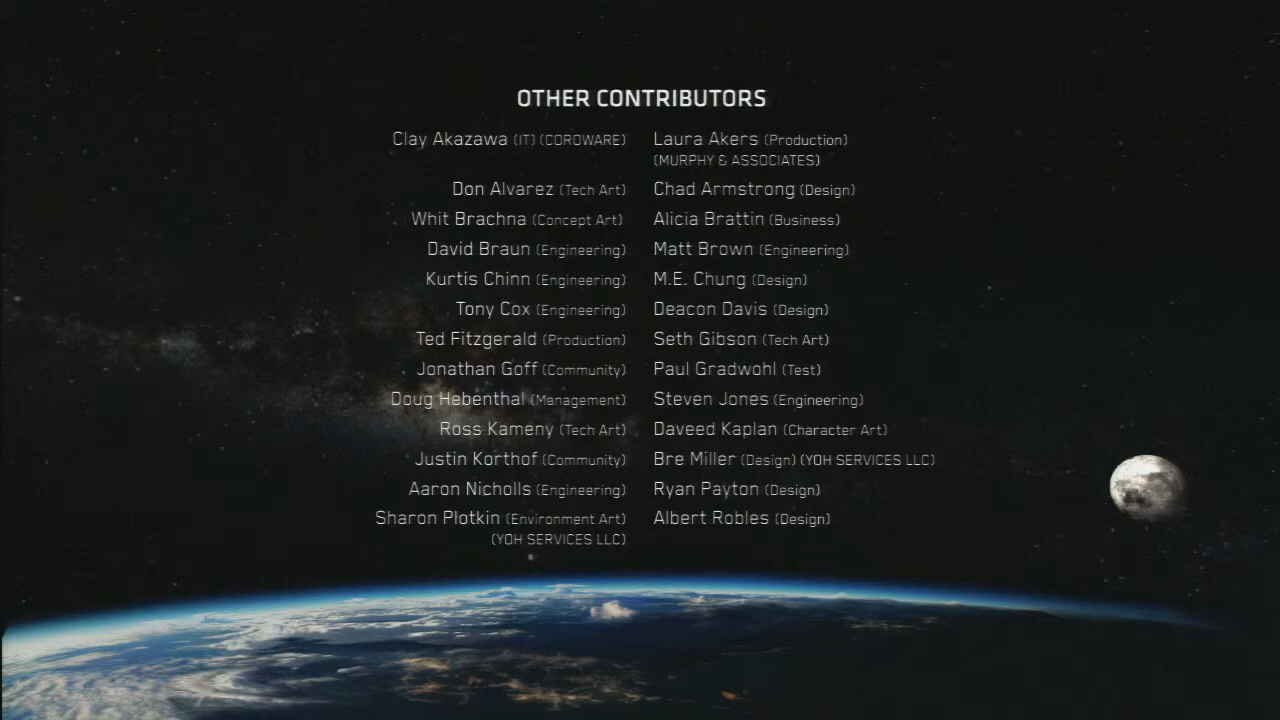 OTHER CONTRIBUTORS
Clay Akazawa (IT) (COROWARE) Laura Akers (Production)
(MURPHY & ASSOCIATES)
Don Alvarez (Tech Art) Chad Armstrong (Design)
Whit Brachna (Concept Art) Alicia Brattin (Business)
David Braun (Engineering) Matt Brown (Engineering)
Kurtis Chinn (Engineering) M.E. Chung (Design)
Tony Cox (Engineering) Deacon Davis (Design)
Ted Fitzgerald (Production) Seth Gibson (Tech Art)
Jonathan Goff (Community) Paul Gradwohl (Test)
Doug Hebenthal (Management) Steven Jones (Engineering)
Ross Kameny (Tech Art) Daveed Kaplan (Character Art)
Justin Korthof (Community) Bre Miller (Design) (YOH SERVICES LLC)
Aaron Nicholls (Engineering) Ryan Payton (Design)
Sharon Plotkin (Environment Art) Albert Robles (Design)
(YOH SERVICES LLC)